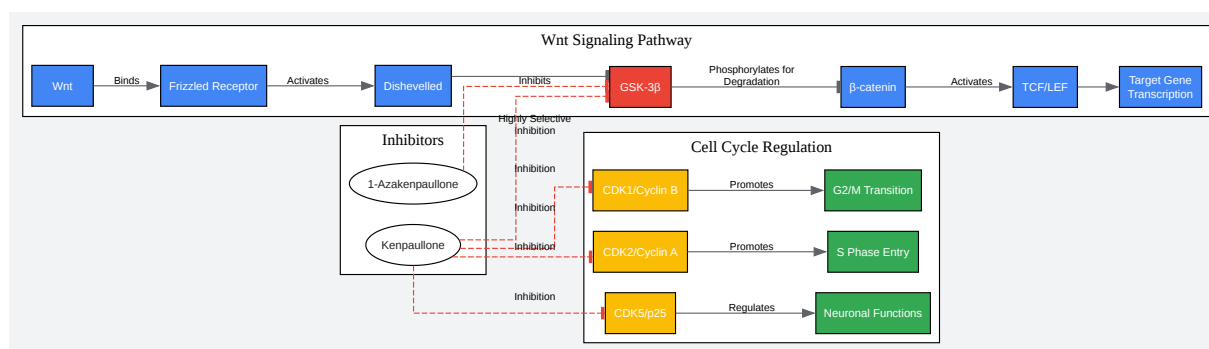 Wnt Signaling Pathway
Wnt
Binds
Frizzled Receptor
Activates
Dishevelled
Inhibits
GSK-3β
Phosphorylates for
Degradation
β-catenin
Activates
TCF/LEF
Target Gene
Transcription
Highly Selective
Inhibition
Inhibitors
1-Azakenpaullone
Kenpaullone
Inhibition
Inhibition
Inhibition
Inhibition
Cell Cycle Regulation
CDK1/Cyclin B
Promotes
G2/M Transition
CDK2/Cyclin A
Promotes
S Phase Entry
CDK5/p25
Regulates
Neuronal Functions